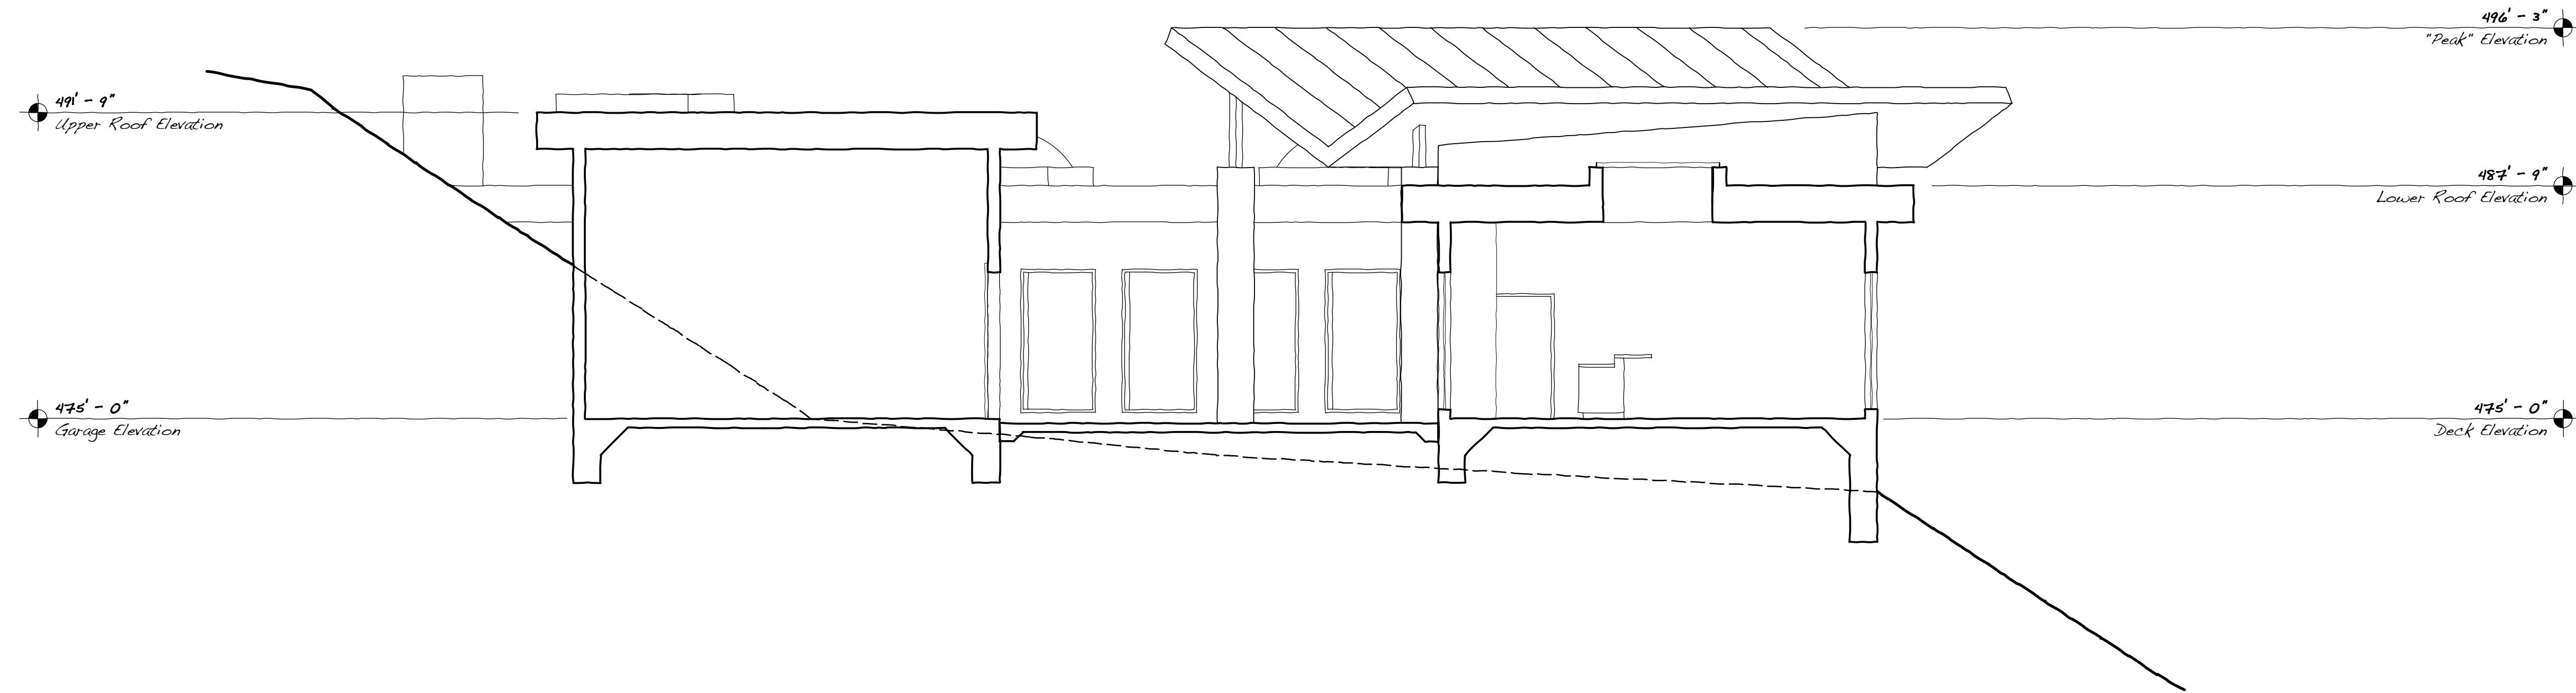 496' - 3"
"Peak" Elevation
491' - 9"
Upper Roof Elevation
487' - 9"
Lower Roof Elevation
475' - 0"
Garage Elevation
475' - 0"
Deck Elevation